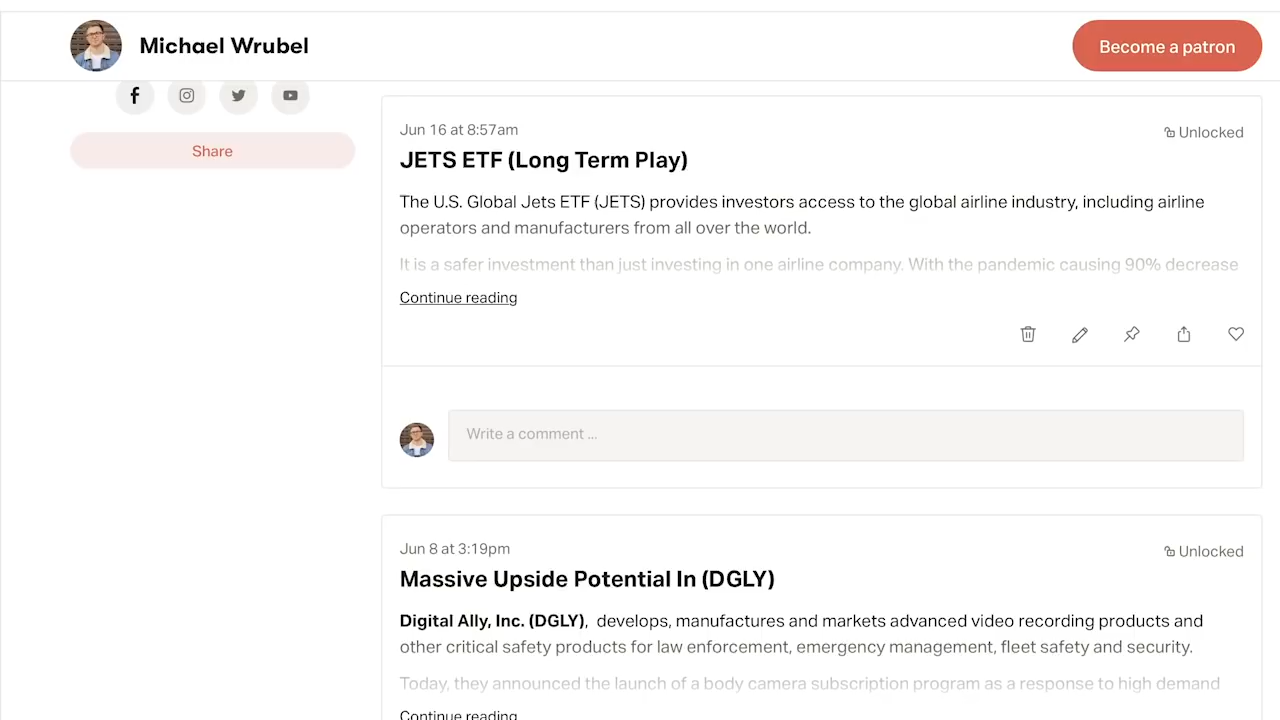 Michael Wrubel
Become a patron
Share
Jun 16 at 8:57am
Unlocked
JETS ETF (Long Term Play)
The U.S. Global Jets ETF (JETS) provides investors access to the global airline industry, including airline
operators and manufacturers from all over the world.
It is a safer investment than just investing in one airline company. With the pandemic causing 90% decrease
Continue reading
Write a comment ...
Jun 8 at 3:19pm
Unlocked
Massive Upside Potential In (DGLY)
Digital Ally, Inc. (DGLY),  develops, manufactures and markets advanced video recording products and
other critical safety products for law enforcement, emergency management, fleet safety and security.
Today, they announced the launch of a body camera subscription program as a response to high demand
Continue reading